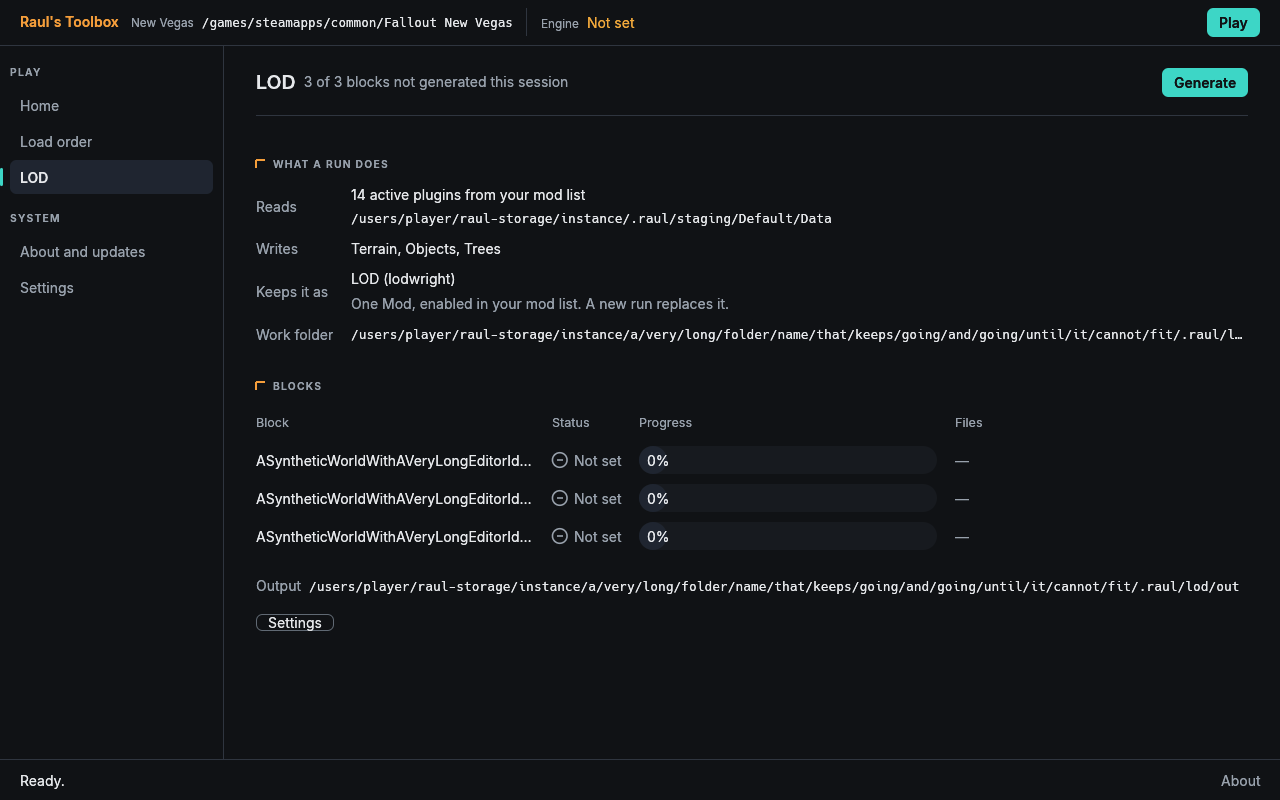 Raul's Toolbox New Vegas /games/steamapps/common/Fallout New Vegas Engine Not set Play
PLAY
Home
Load order
LOD
SYSTEM
About and updates
Settings
LOD 3 of 3 blocks not generated this session Generate
WHAT A RUN DOES
Reads 14 active plugins from your mod list
/users/player/raul-storage/instance/.raul/staging/Default/Data
Writes Terrain, Objects, Trees
Keeps it as LOD (lodwright)
One Mod, enabled in your mod list. A new run replaces it.
Work folder /users/player/raul-storage/instance/a/very/long/folder/name/that/keeps/going/and/going/until/it/cannot/fit/.raul/l…
BLOCKS
Block Status Progress Files
ASyntheticWorldWithAVeryLongEditorId... Not set 0% —
ASyntheticWorldWithAVeryLongEditorId... Not set 0% —
ASyntheticWorldWithAVeryLongEditorId... Not set 0% —
Output /users/player/raul-storage/instance/a/very/long/folder/name/that/keeps/going/and/going/until/it/cannot/fit/.raul/lod/out
Settings
Ready. About